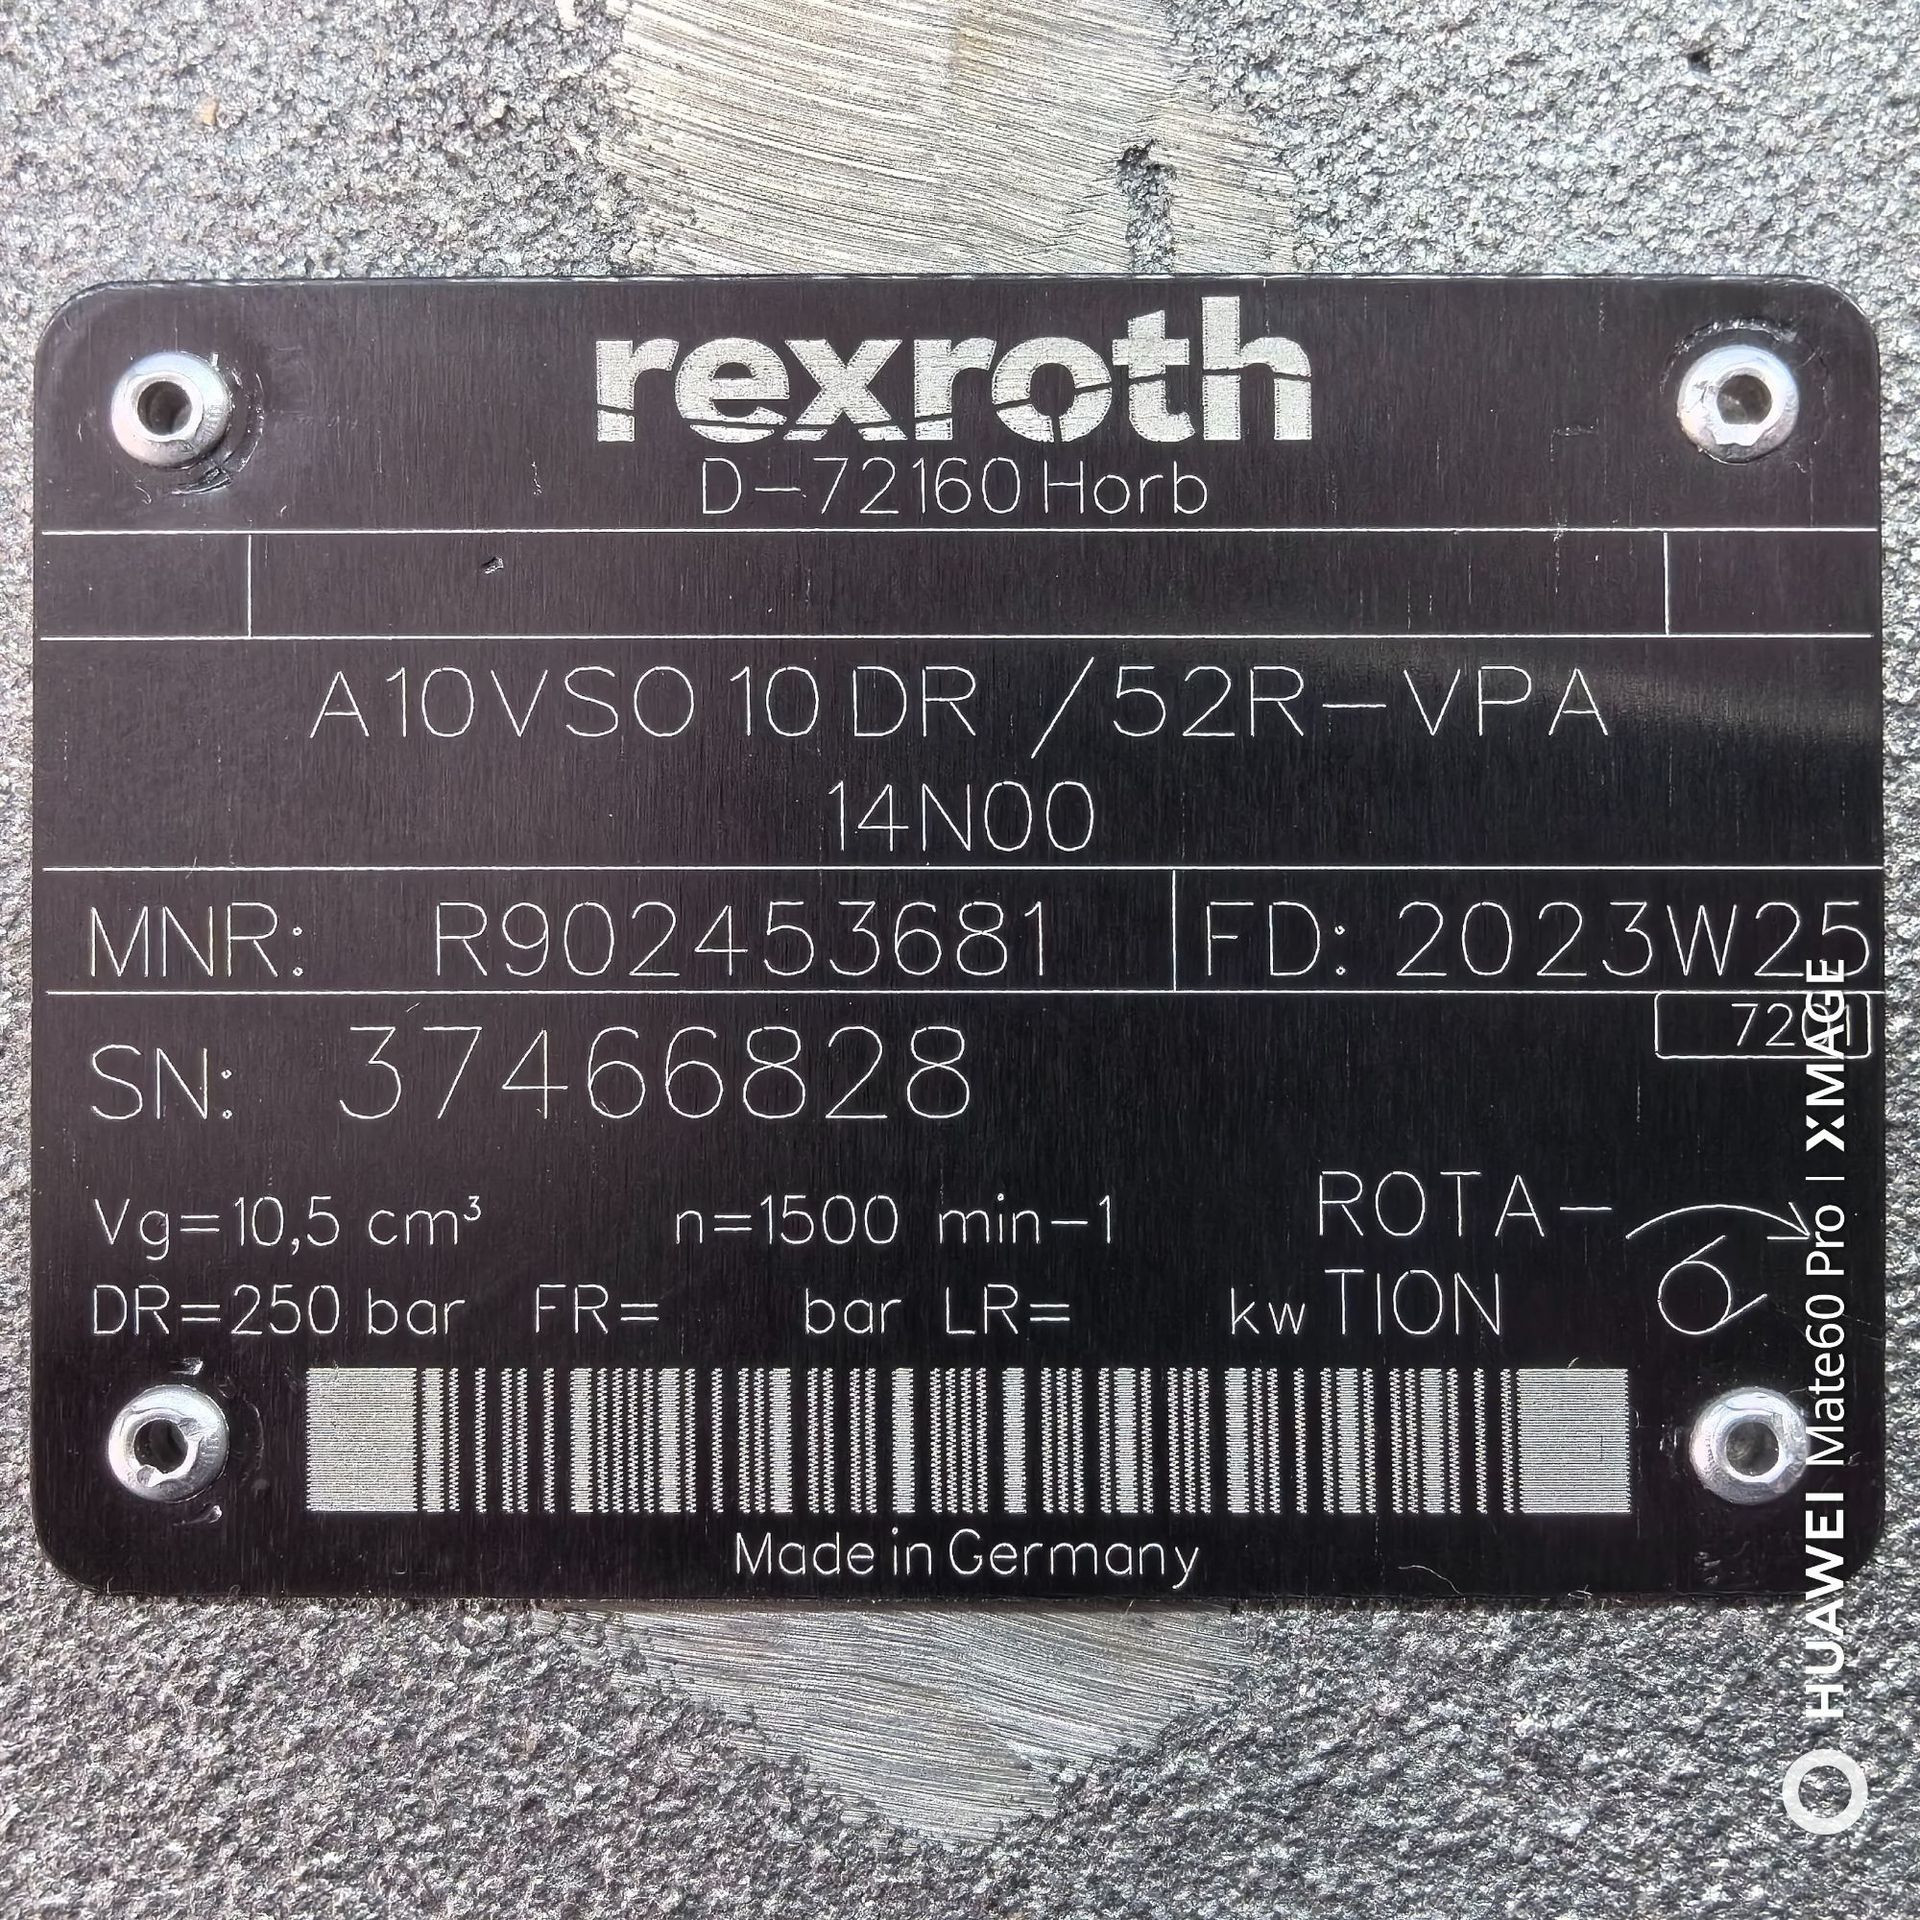 rexroth
D-72160 Horb
A10VSO 10 DR /52R-VPA
14N00
MNR: R902453681 FD: 2023W25
SN: 37466828
Vg=10,5 cm³ n=1500 min-1 ROTA-
DR=250 bar FR= bar LR= kw TION
Made in Germany
HUAWEI Mate60 Pro | XMAGE